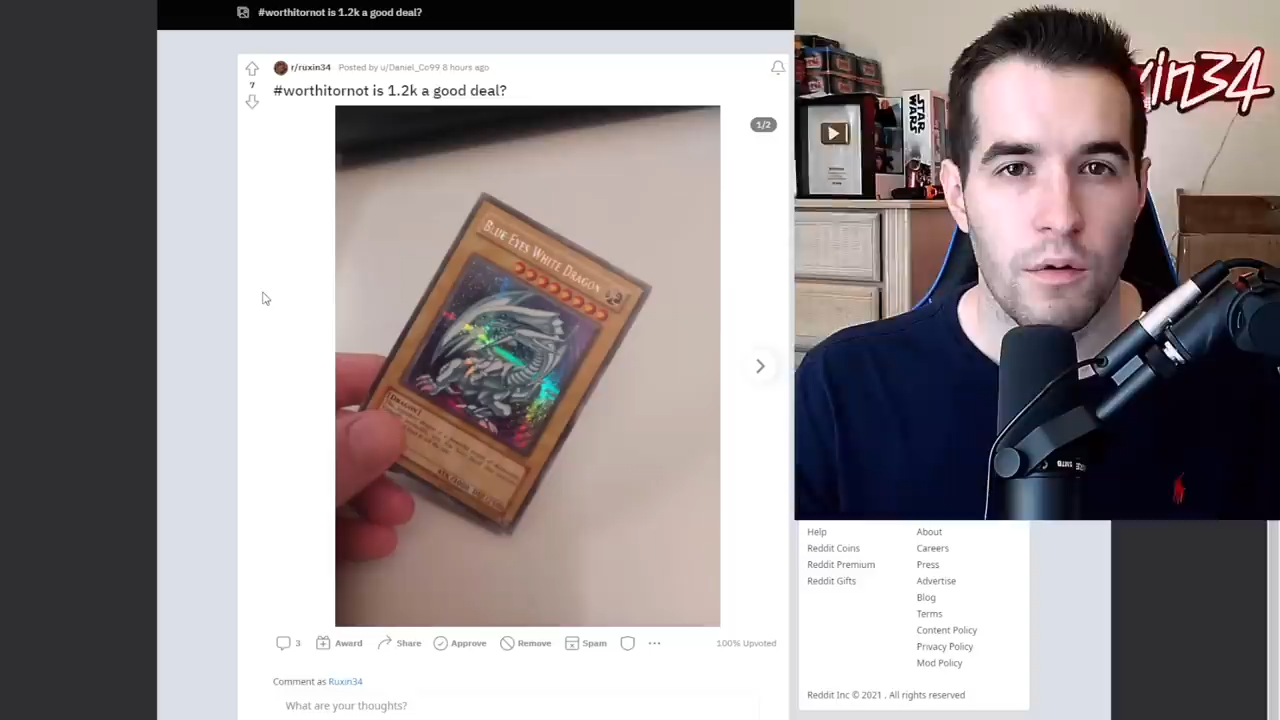 #worthitornot is 1.2k a good deal?
r/ruxin34 Posted by u/Daniel_Co99 8 hours ago
7
#worthitornot is 1.2k a good deal?
1/2
BLUE EYES WHITE DRAGON
[DRAGON]
3 Award Share Approve Remove Spam
100% Upvoted
Comment as Ruxin34
What are your thoughts?
STAR WARS
xin34
Help
Reddit Coins
Reddit Premium
Reddit Gifts
About
Careers
Press
Advertise
Blog
Terms
Content Policy
Privacy Policy
Mod Policy
Reddit Inc © 2021 . All rights reserved